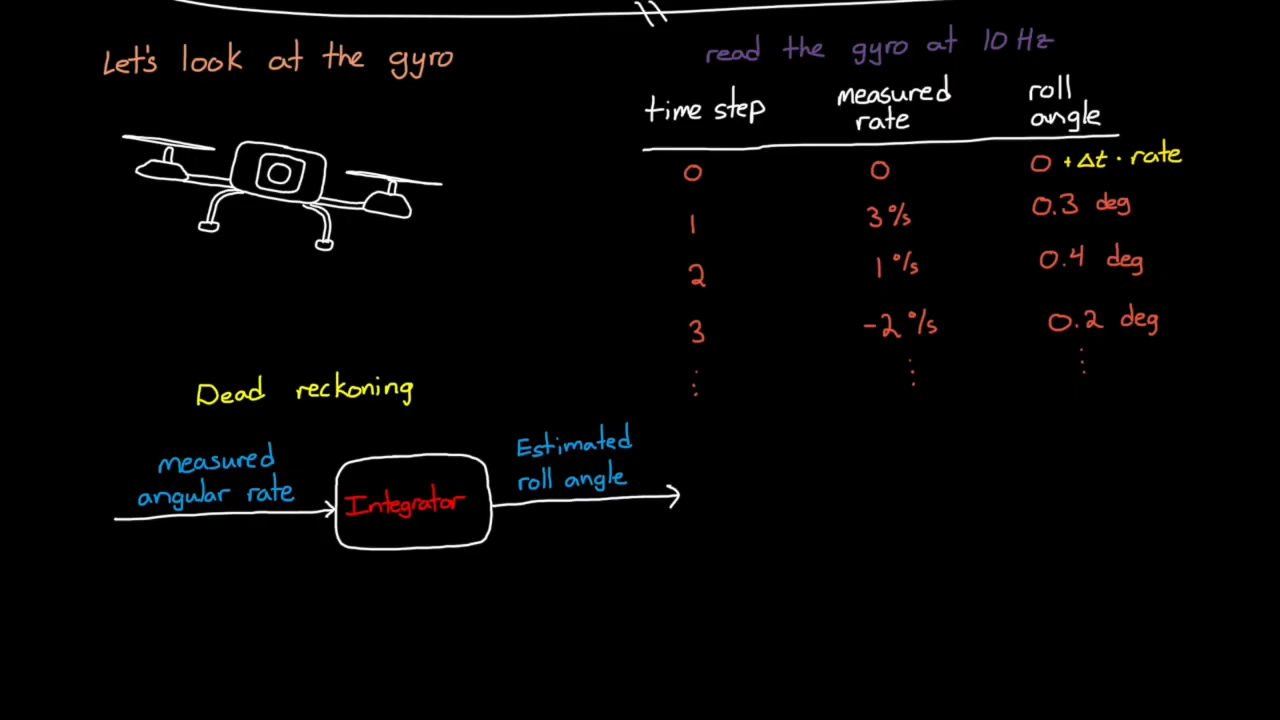 Let's look at the gyro
read the gyro at 10 Hz
time step measured rate roll angle
0 0 0 + Δt · rate
1 3 °/s 0.3 deg
2 1 °/s 0.4 deg
3 -2 °/s 0.2 deg
⋮ ⋮ ⋮
Dead reckoning
measured
angular rate
Integrator
Estimated
roll angle